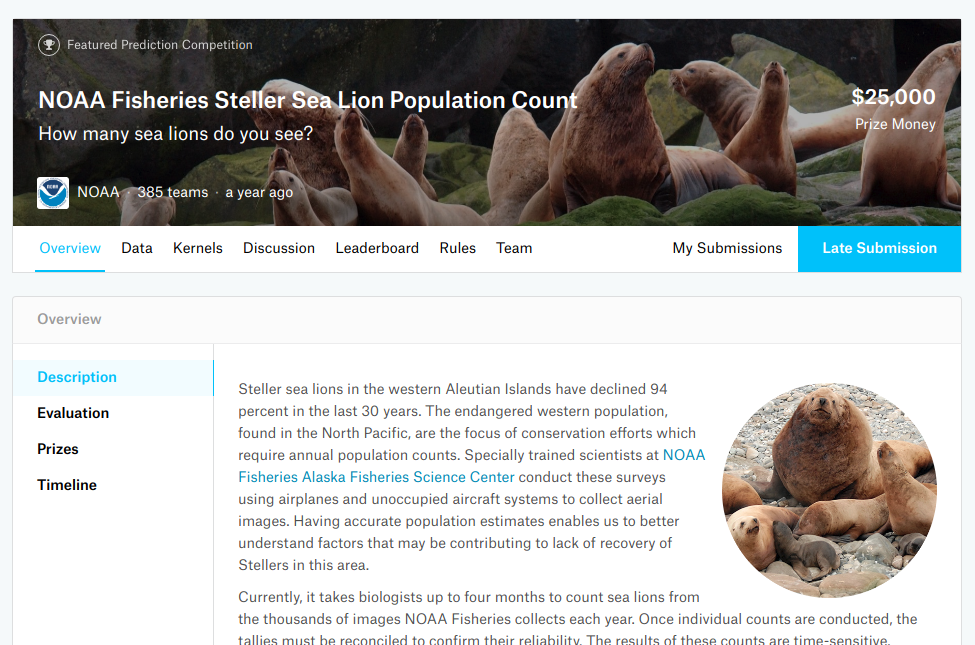 Featured Prediction Competition
NOAA Fisheries Steller Sea Lion Population Count
$25,000
How many sea lions do you see?
Prize Money
NOAA · 385 teams · a year ago
Overview Data Kernels Discussion Leaderboard Rules Team My Submissions Late Submission
Overview
Description
Evaluation
Prizes
Timeline
Steller sea lions in the western Aleutian Islands have declined 94
percent in the last 30 years. The endangered western population,
found in the North Pacific, are the focus of conservation efforts which
require annual population counts. Specially trained scientists at NOAA
Fisheries Alaska Fisheries Science Center conduct these surveys
using airplanes and unoccupied aircraft systems to collect aerial
images. Having accurate population estimates enables us to better
understand factors that may be contributing to lack of recovery of
Stellers in this area.
Currently, it takes biologists up to four months to count sea lions from
the thousands of images NOAA Fisheries collects each year. Once individual counts are conducted, the
tallies must be reconciled to confirm their reliability. The results of these counts are time-sensitive.